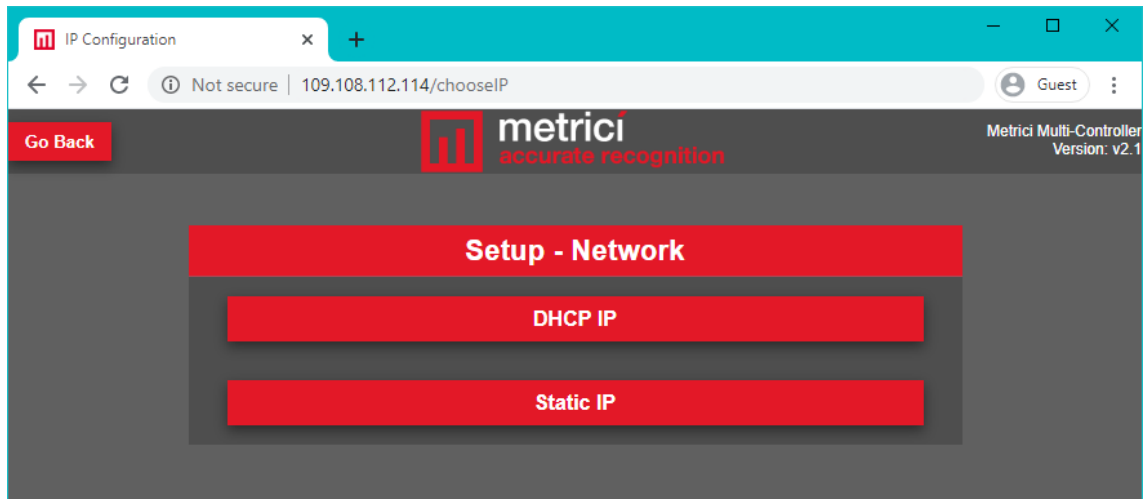 IP Configuration
Not secure | 109.108.112.114/chooseIP
Guest
Go Back
metrici
accurate recognition
Metrici Multi-Controller
Version: v2.1
Setup - Network
DHCP IP
Static IP